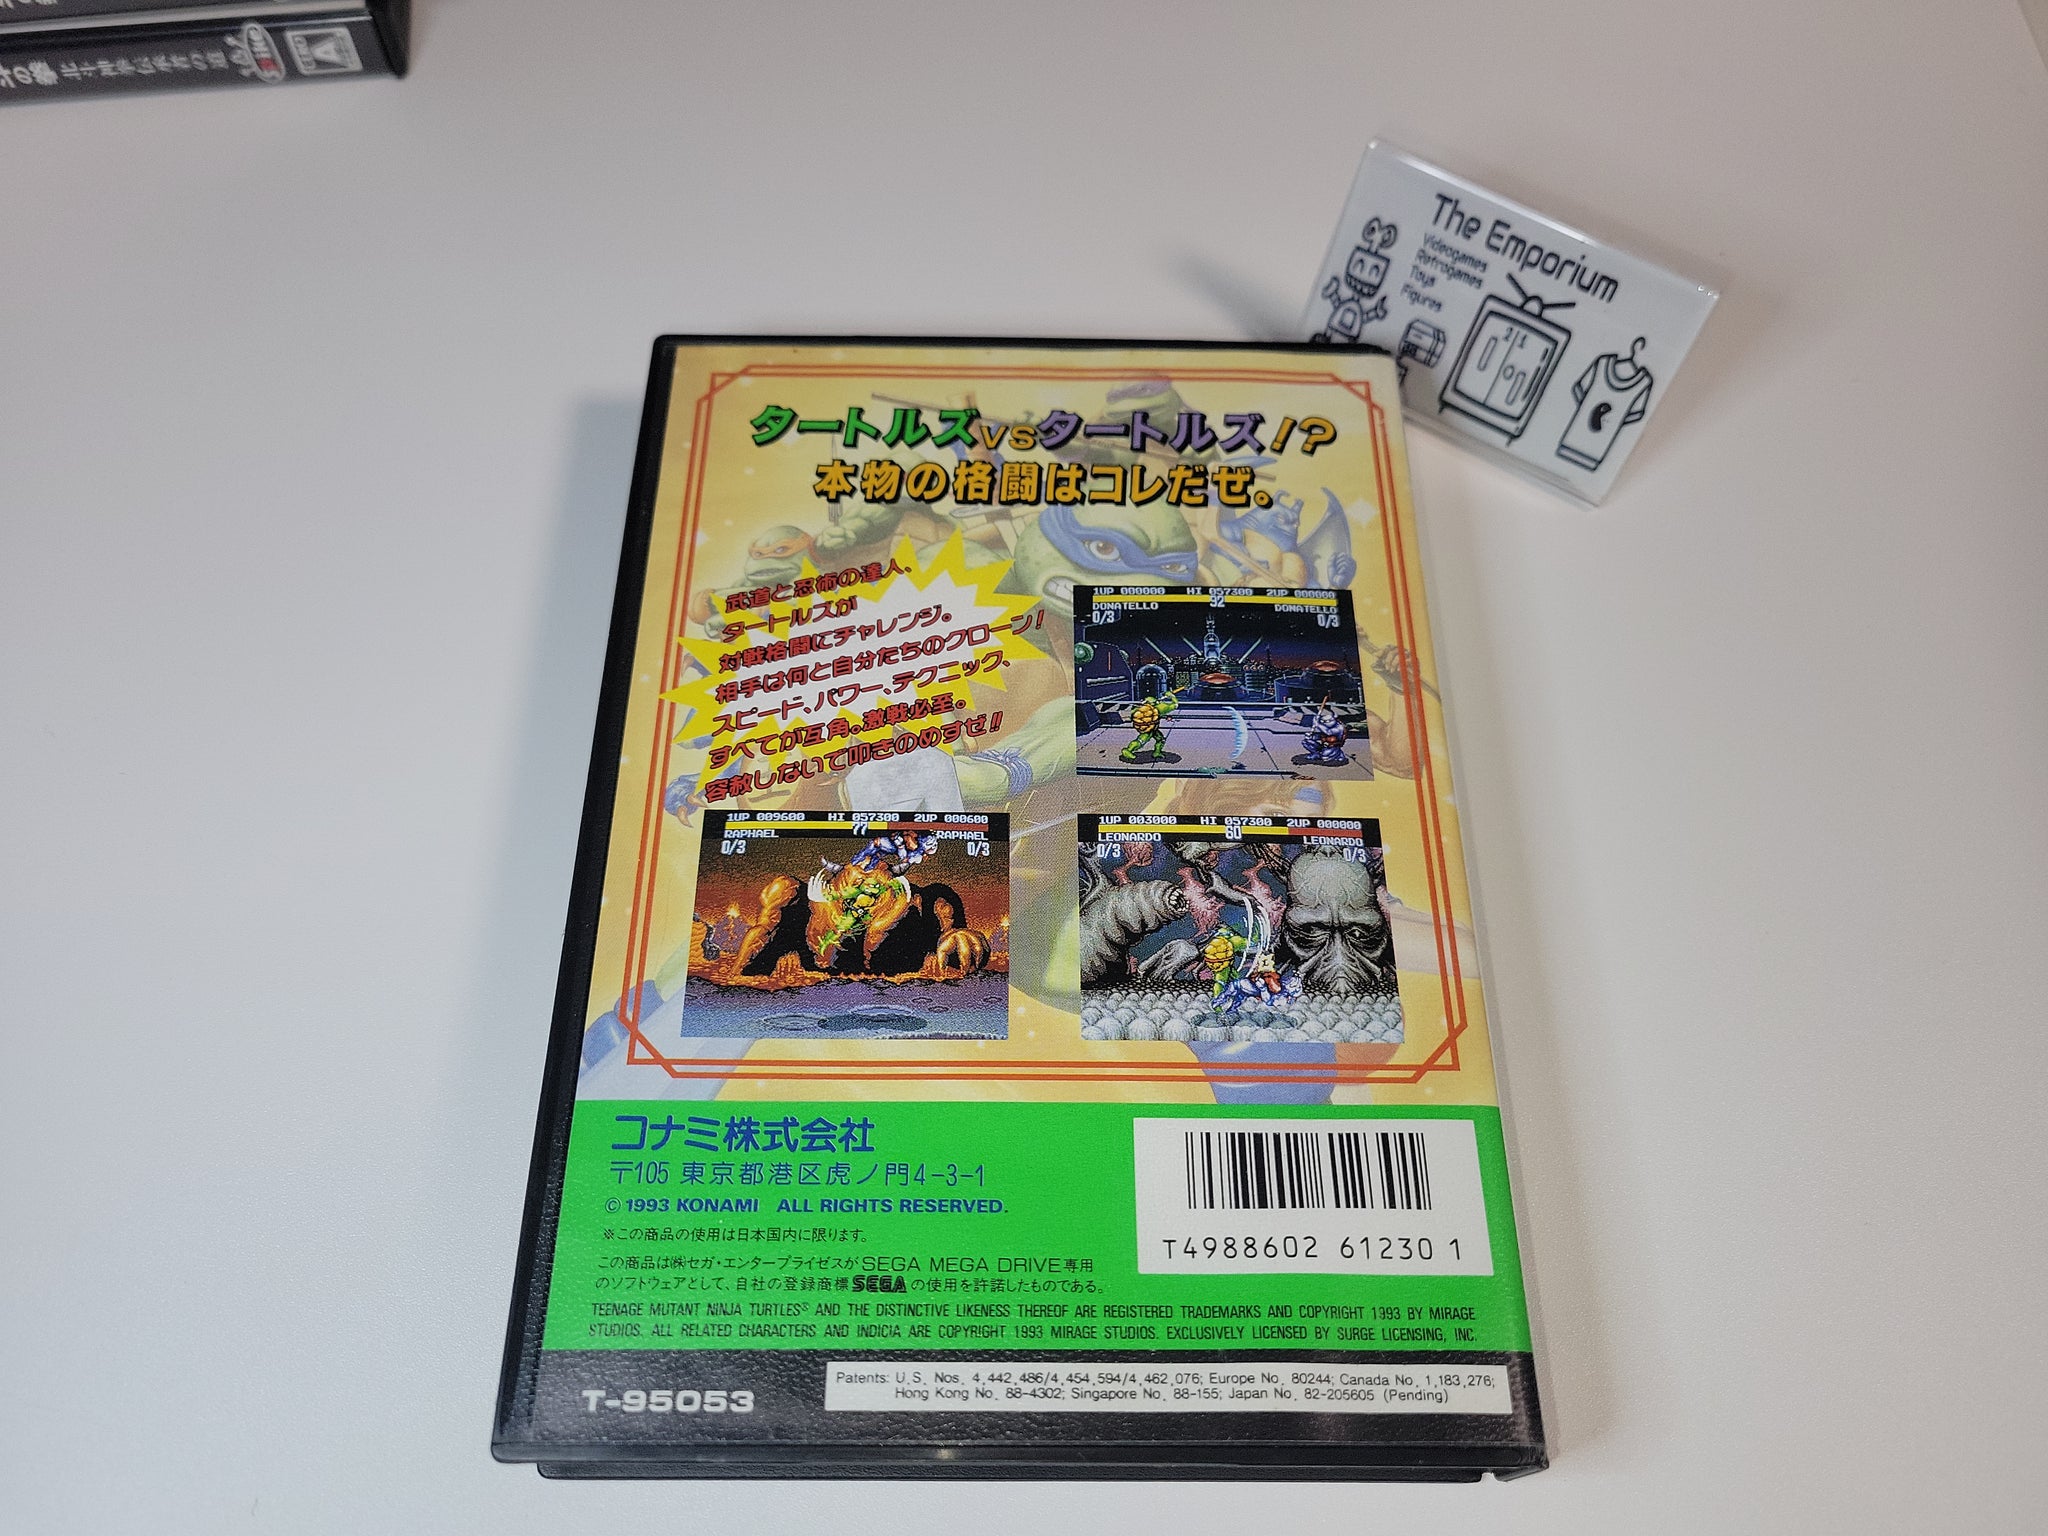 斗の拳 北斗神拳伝承者の道
The Emporium
Videogames
Retrogames
Toys
Figures
タートルズVSタートルズ!?
本物の格闘はコレだぜ。
武道と忍術の達人、
タートルズが
対戦格闘にチャレンジ。
相手は何と自分たちのクローン!
スピード、パワー、テクニック、
すべてが互角。激戦必至。
容赦しないで叩きのめすぜ!!
1UP 000000 HI 057300 2UP 000000
DONATELLO 92 DONATELLO
0/3 0/3
1UP 009600 HI 057300 2UP 000600
RAPHAEL 77 RAPHAEL
0/3 0/3
1UP 003000 HI 057300 2UP 000000
LEONARDO 60 LEONARDO
0/3 0/3
コナミ株式会社
〒105 東京都港区虎ノ門4-3-1
© 1993 KONAMI ALL RIGHTS RESERVED.
※この商品の使用は日本国内に限ります。
この商品は㈱セガ・エンタープライゼスがSEGA MEGA DRIVE専用
のソフトウェアとして、自社の登録商標SEGAの使用を許諾したものである。
TEENAGE MUTANT NINJA TURTLES® AND THE DISTINCTIVE LIKENESS THEREOF ARE REGISTERED TRADEMARKS AND COPYRIGHT 1993 BY MIRAGE
STUDIOS. ALL RELATED CHARACTERS AND INDICIA ARE COPYRIGHT 1993 MIRAGE STUDIOS. EXCLUSIVELY LICENSED BY SURGE LICENSING, INC.
T4988602 61230 1
T-95053
Patents: U.S. Nos. 4,442,486/4,454,594/4,462,076; Europe No. 80244; Canada No. 1,183,276;
Hong Kong No. 88-4302; Singapore No. 88-155; Japan No. 82-205605 (Pending)